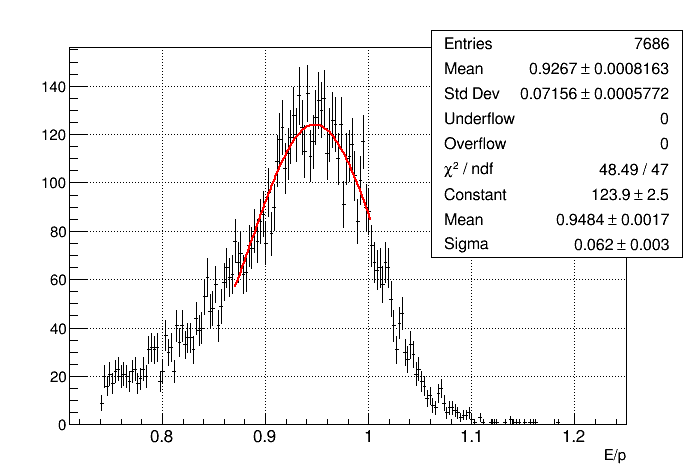 Entries 7686
Mean 0.9267 ± 0.0008163
Std Dev 0.07156 ± 0.0005772
Underflow 0
Overflow 0
χ² / ndf 48.49 / 47
Constant 123.9 ± 2.5
Mean 0.9484 ± 0.0017
Sigma 0.062 ± 0.003
140
120
100
80
60
40
20
0
0.8 0.9 1 1.1 1.2
E/p